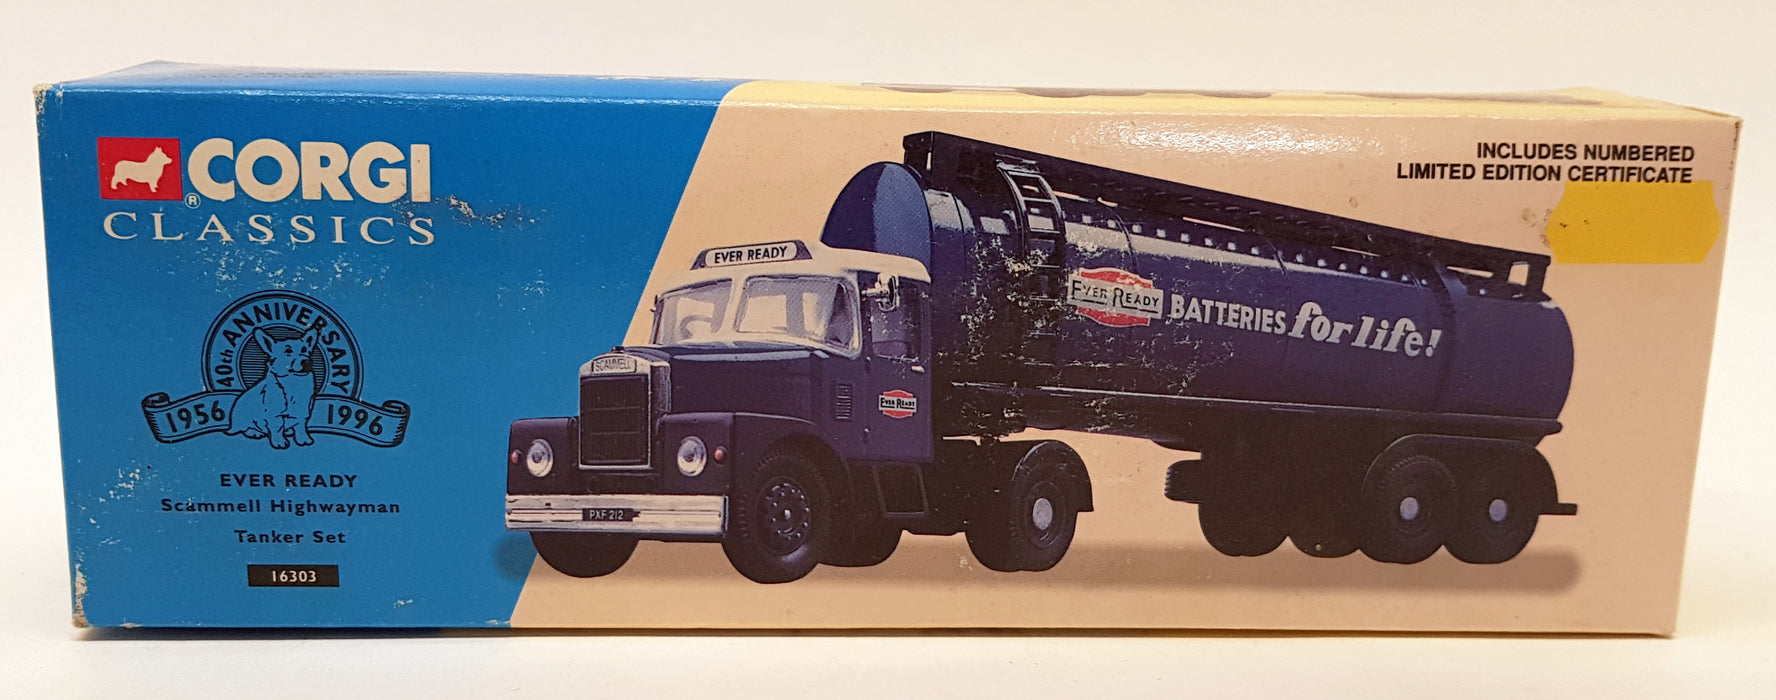 CORGI
®
CLASSICS
40th ANNIVERSARY
1956 1996
EVER READY
Scammell Highwayman
Tanker Set
16303
INCLUDES NUMBERED
LIMITED EDITION CERTIFICATE
EVER READY
SCAMMELL
EVER READY
PXF 212
EVER READY BATTERIES for life!